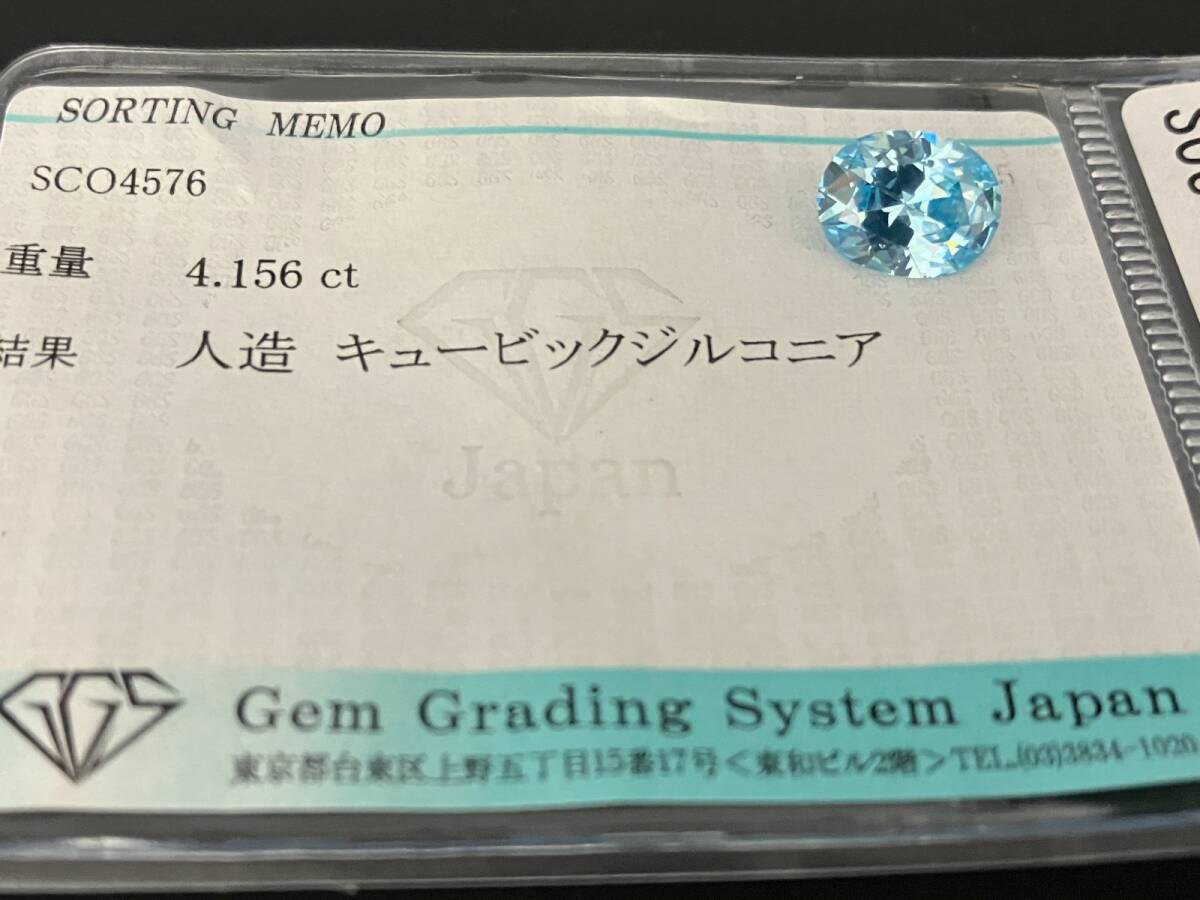 SORTING MEMO
SCO4576
重量 4.156 ct
結果 人造 キュービックジルコニア
Japan
GGS
Gem Grading System Japan
東京都台東区上野五丁目15番17号＜東和ビル2階＞TEL.(03)3834-1020